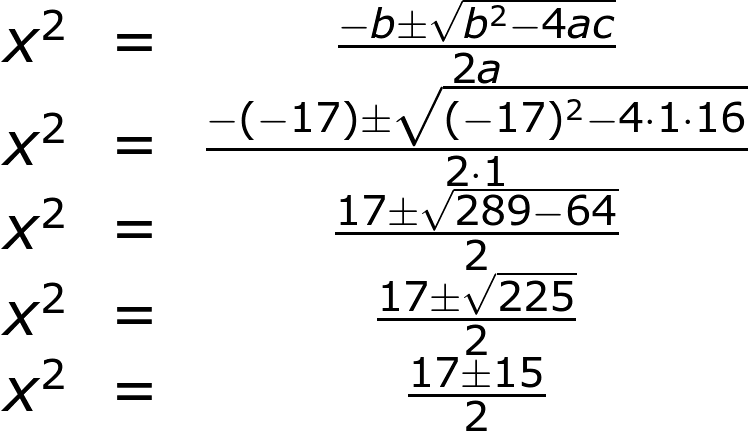 x² = (−b±√(b²−4ac))/(2a)
x² = (−(−17)±√((−17)²−4·1·16))/(2·1)
x² = (17±√(289−64))/2
x² = (17±√225)/2
x² = (17±15)/2